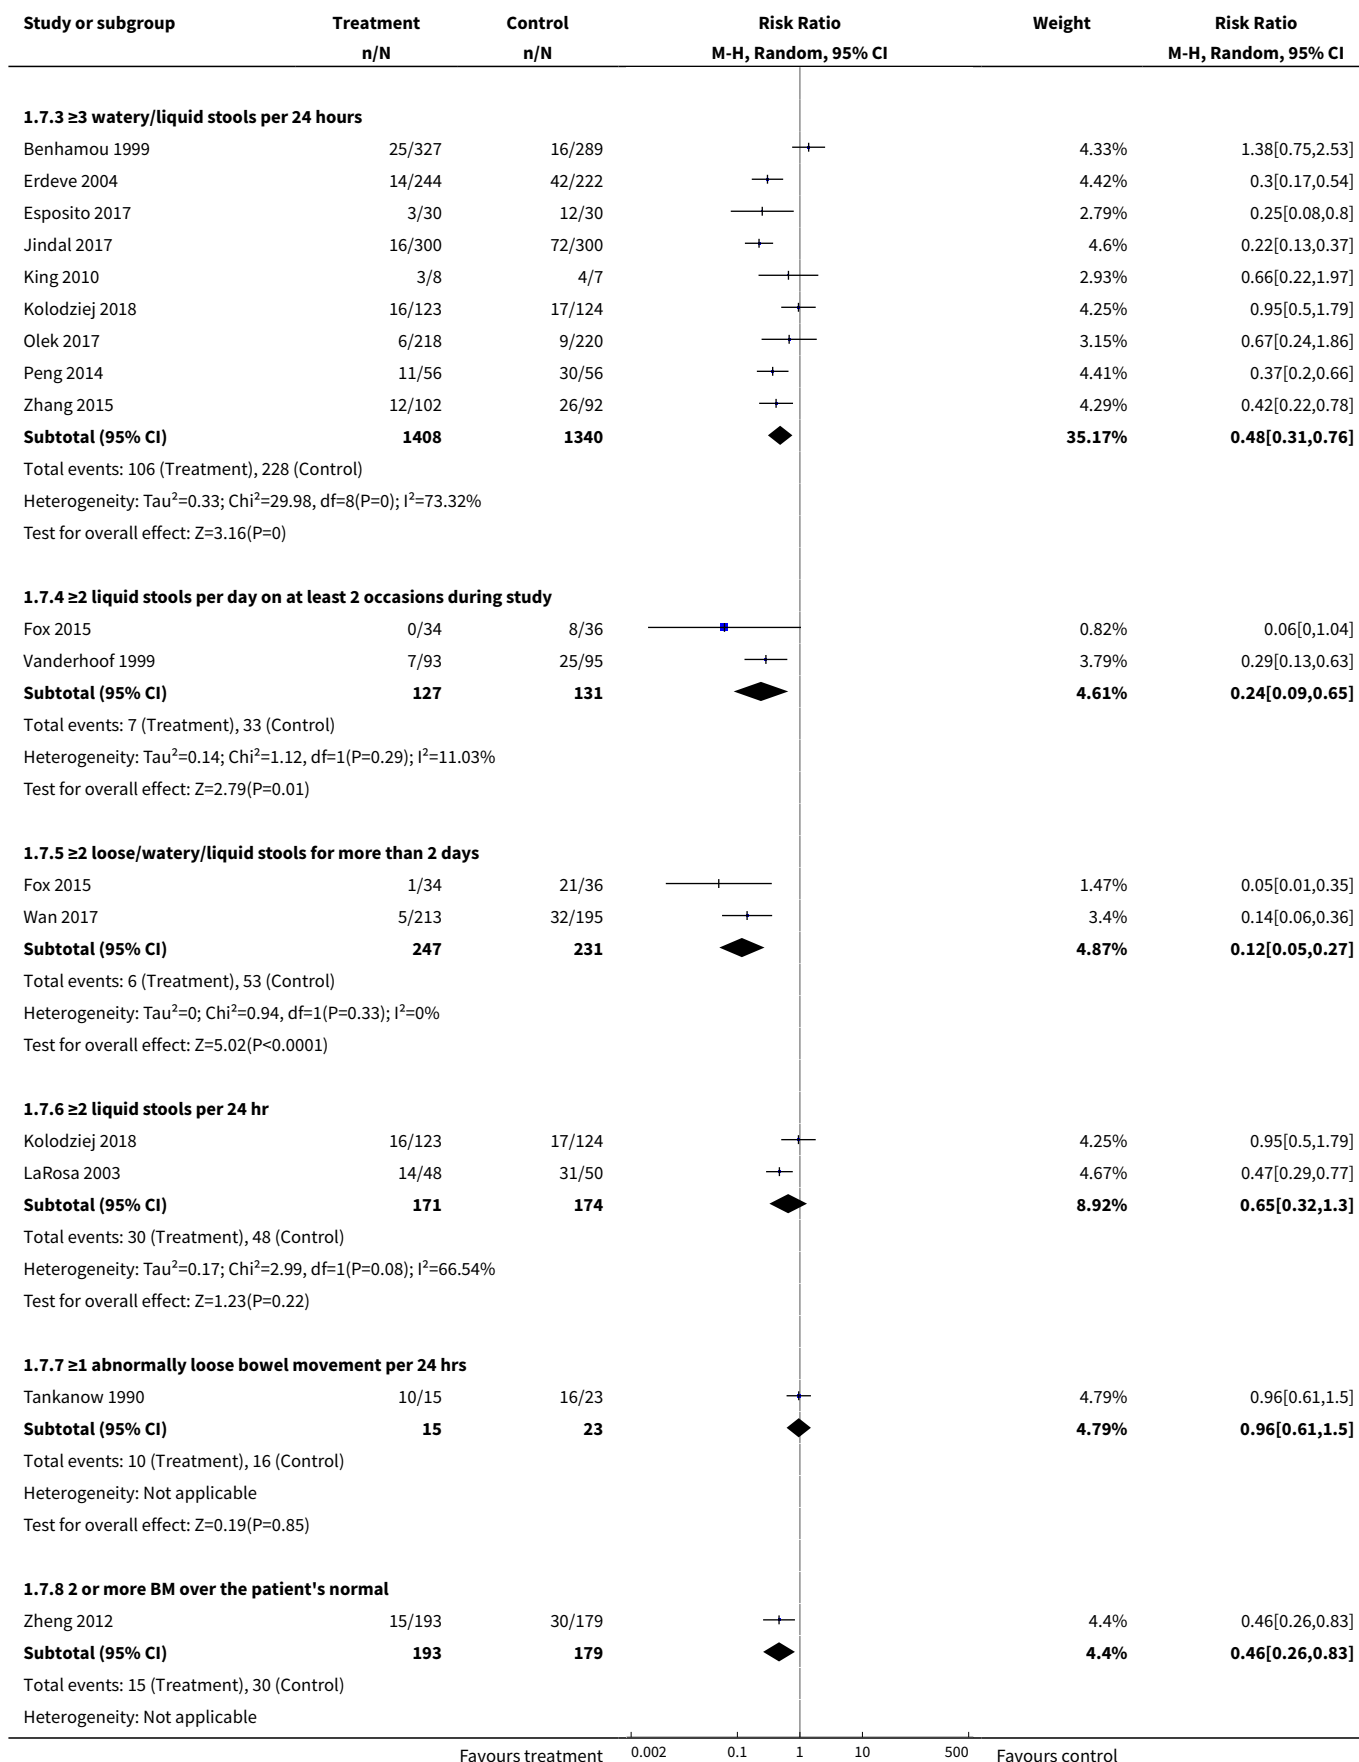 Study or subgroup Treatment Control Risk Ratio Weight Risk Ratio
n/N n/N M-H, Random, 95% CI M-H, Random, 95% CI
1.7.3 ≥3 watery/liquid stools per 24 hours
Benhamou 1999 25/327 16/289 4.33% 1.38[0.75,2.53]
Erdeve 2004 14/244 42/222 4.42% 0.3[0.17,0.54]
Esposito 2017 3/30 12/30 2.79% 0.25[0.08,0.8]
Jindal 2017 16/300 72/300 4.6% 0.22[0.13,0.37]
King 2010 3/8 4/7 2.93% 0.66[0.22,1.97]
Kolodziej 2018 16/123 17/124 4.25% 0.95[0.5,1.79]
Olek 2017 6/218 9/220 3.15% 0.67[0.24,1.86]
Peng 2014 11/56 30/56 4.41% 0.37[0.2,0.66]
Zhang 2015 12/102 26/92 4.29% 0.42[0.22,0.78]
Subtotal (95% CI) 1408 1340 35.17% 0.48[0.31,0.76]
Total events: 106 (Treatment), 228 (Control)
Heterogeneity: Tau²=0.33; Chi²=29.98, df=8(P=0); I²=73.32%
Test for overall effect: Z=3.16(P=0)
1.7.4 ≥2 liquid stools per day on at least 2 occasions during study
Fox 2015 0/34 8/36 0.82% 0.06[0,1.04]
Vanderhoof 1999 7/93 25/95 3.79% 0.29[0.13,0.63]
Subtotal (95% CI) 127 131 4.61% 0.24[0.09,0.65]
Total events: 7 (Treatment), 33 (Control)
Heterogeneity: Tau²=0.14; Chi²=1.12, df=1(P=0.29); I²=11.03%
Test for overall effect: Z=2.79(P=0.01)
1.7.5 ≥2 loose/watery/liquid stools for more than 2 days
Fox 2015 1/34 21/36 1.47% 0.05[0.01,0.35]
Wan 2017 5/213 32/195 3.4% 0.14[0.06,0.36]
Subtotal (95% CI) 247 231 4.87% 0.12[0.05,0.27]
Total events: 6 (Treatment), 53 (Control)
Heterogeneity: Tau²=0; Chi²=0.94, df=1(P=0.33); I²=0%
Test for overall effect: Z=5.02(P<0.0001)
1.7.6 ≥2 liquid stools per 24 hr
Kolodziej 2018 16/123 17/124 4.25% 0.95[0.5,1.79]
LaRosa 2003 14/48 31/50 4.67% 0.47[0.29,0.77]
Subtotal (95% CI) 171 174 8.92% 0.65[0.32,1.3]
Total events: 30 (Treatment), 48 (Control)
Heterogeneity: Tau²=0.17; Chi²=2.99, df=1(P=0.08); I²=66.54%
Test for overall effect: Z=1.23(P=0.22)
1.7.7 ≥1 abnormally loose bowel movement per 24 hrs
Tankanow 1990 10/15 16/23 4.79% 0.96[0.61,1.5]
Subtotal (95% CI) 15 23 4.79% 0.96[0.61,1.5]
Total events: 10 (Treatment), 16 (Control)
Heterogeneity: Not applicable
Test for overall effect: Z=0.19(P=0.85)
1.7.8 2 or more BM over the patient's normal
Zheng 2012 15/193 30/179 4.4% 0.46[0.26,0.83]
Subtotal (95% CI) 193 179 4.4% 0.46[0.26,0.83]
Total events: 15 (Treatment), 30 (Control)
Heterogeneity: Not applicable
Favours treatment 0.002 0.1 1 10 500 Favours control